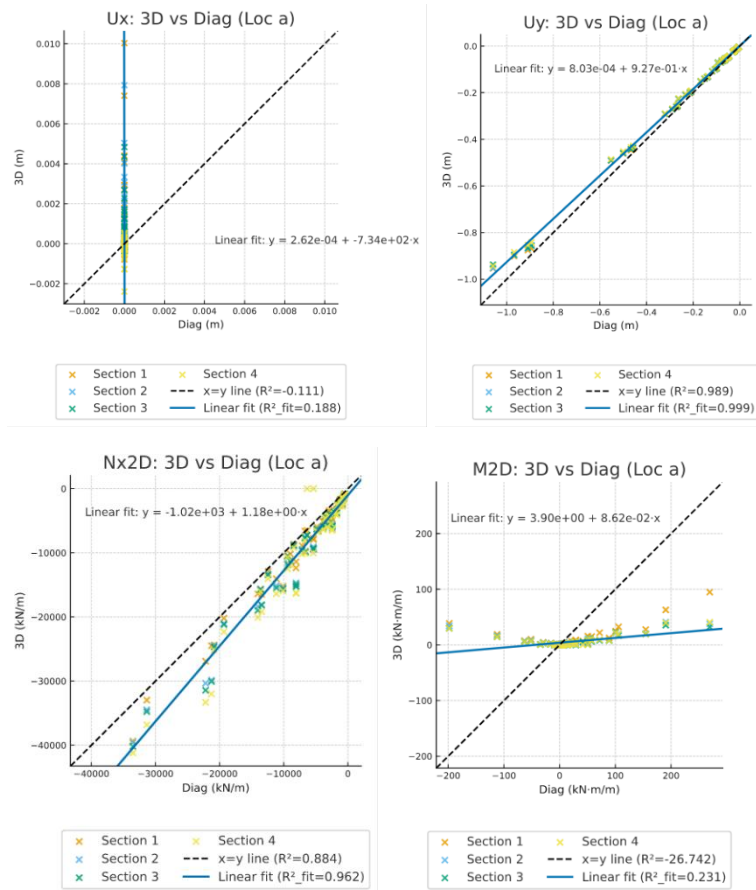 Ux: 3D vs Diag (Loc a)
0.010
0.008
0.006
0.004
0.002
0.000
−0.002
3D (m)
Linear fit: y = 2.62e-04 + -7.34e+02·x
−0.002 0.000 0.002 0.004 0.006 0.008 0.010
Diag (m)
Section 1 Section 4
Section 2 x=y line (R²=-0.111)
Section 3 Linear fit (R²_fit=0.188)
Uy: 3D vs Diag (Loc a)
0.0
−0.2
−0.4
−0.6
−0.8
−1.0
3D (m)
Linear fit: y = 8.03e-04 + 9.27e-01·x
−1.0 −0.8 −0.6 −0.4 −0.2 0.0
Diag (m)
Section 1 Section 4
Section 2 x=y line (R²=0.989)
Section 3 Linear fit (R²_fit=0.999)
Nx2D: 3D vs Diag (Loc a)
0
−10000
−20000
−30000
−40000
3D (kN/m)
Linear fit: y = -1.02e+03 + 1.18e+00·x
−40000 −30000 −20000 −10000 0
Diag (kN/m)
Section 1 Section 4
Section 2 x=y line (R²=0.884)
Section 3 Linear fit (R²_fit=0.962)
M2D: 3D vs Diag (Loc a)
200
100
0
−100
−200
3D (kN·m/m)
Linear fit: y = 3.90e+00 + 8.62e-02·x
−200 −100 0 100 200
Diag (kN·m/m)
Section 1 Section 4
Section 2 x=y line (R²=-26.742)
Section 3 Linear fit (R²_fit=0.231)